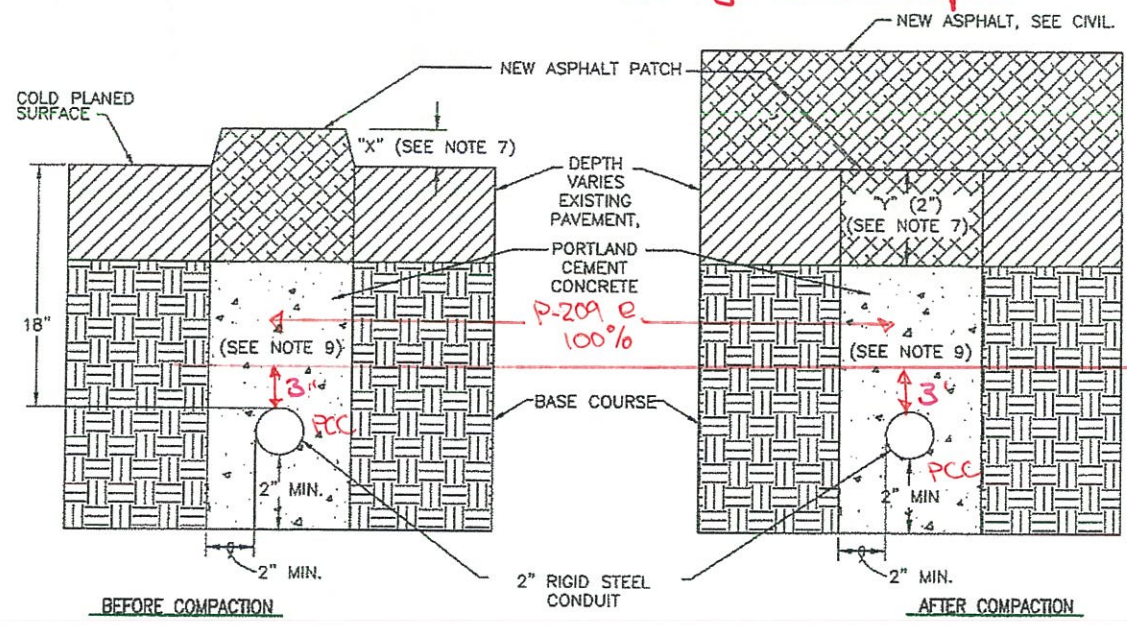 NEW ASPHALT, SEE CIVIL.
NEW ASPHALT PATCH
COLD PLANED
SURFACE
"X" (SEE NOTE 7)
DEPTH
VARIES
EXISTING
PAVEMENT,
"Y" (2")
(SEE NOTE 7)
PORTLAND
CEMENT
CONCRETE
18"
P-209 @
100%
(SEE NOTE 9)
(SEE NOTE 9)
3"
3'
BASE COURSE
PCC
PCC
2" MIN.
2" MIN
2" MIN.
2" MIN.
2" RIGID STEEL
CONDUIT
BEFORE COMPACTION
AFTER COMPACTION